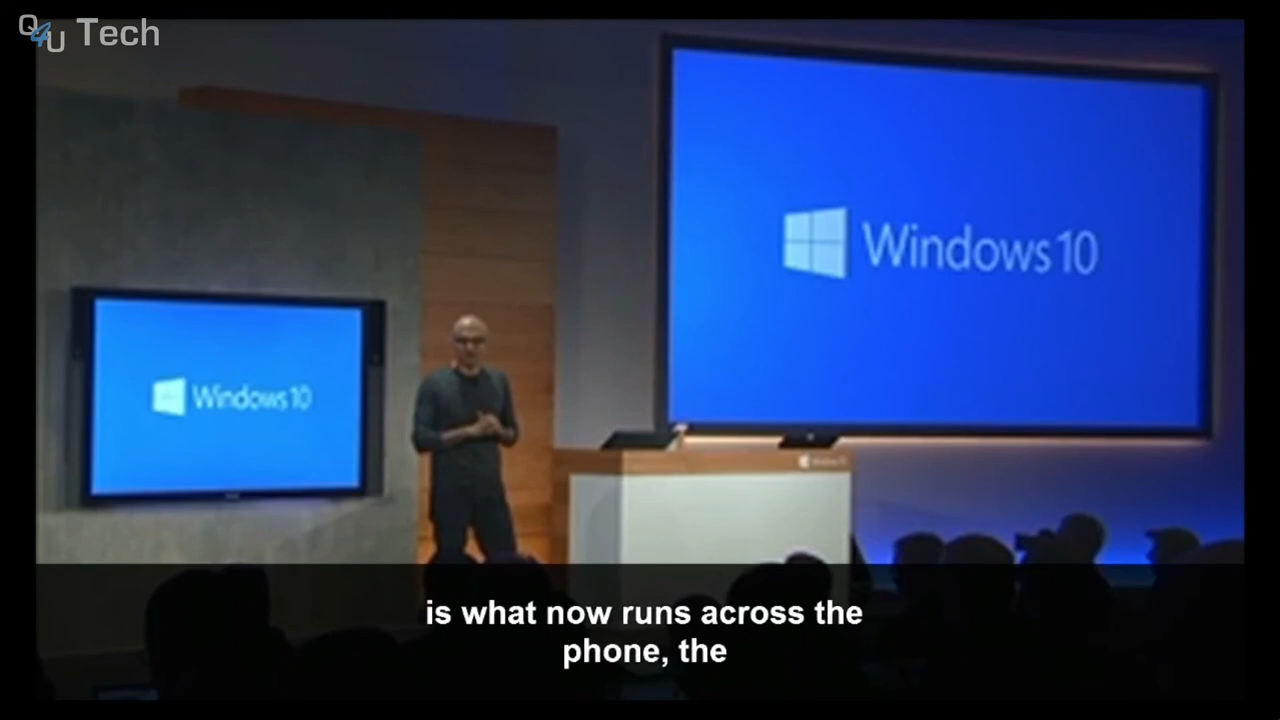 Q4U Tech
Windows 10
Windows 10
is what now runs across the
phone, the